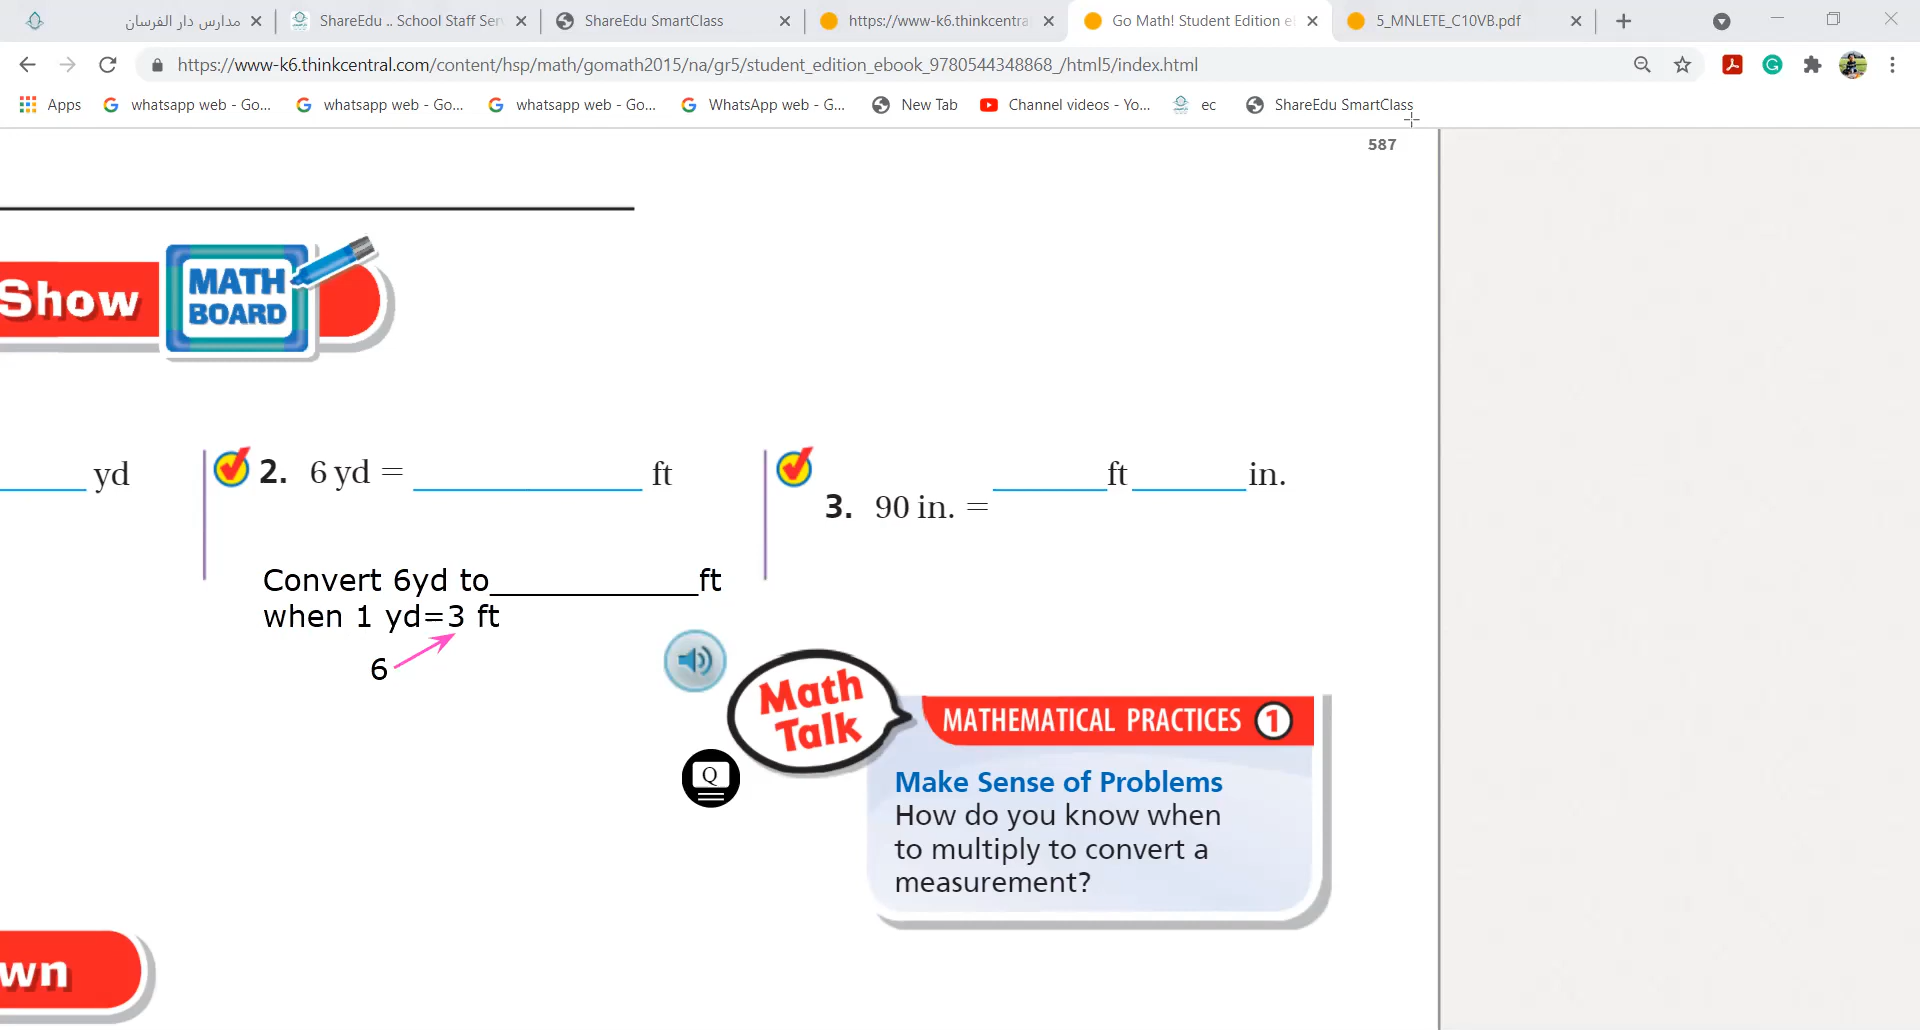 مدارس دار الفرسان
ShareEdu .. School Staff Ser
ShareEdu SmartClass
https://www-k6.thinkcentra
Go Math! Student Edition e
5_MNLETE_C10VB.pdf
https://www-k6.thinkcentral.com/content/hsp/math/gomath2015/na/gr5/student_edition_ebook_9780544348868_/html5/index.html
Apps
whatsapp web - Go...
whatsapp web - Go...
whatsapp web - Go...
WhatsApp web - G...
New Tab
Channel videos - Yo...
ec
ShareEdu SmartClass
587
Show
MATH
BOARD
______ yd
2. 6 yd = ____________ ft
3. 90 in. = ______ft______in.
Convert 6yd to____________ft
when 1 yd=3 ft
6
Math
Talk
MATHEMATICAL PRACTICES 1
Q
Make Sense of Problems
How do you know when
to multiply to convert a
measurement?
wn